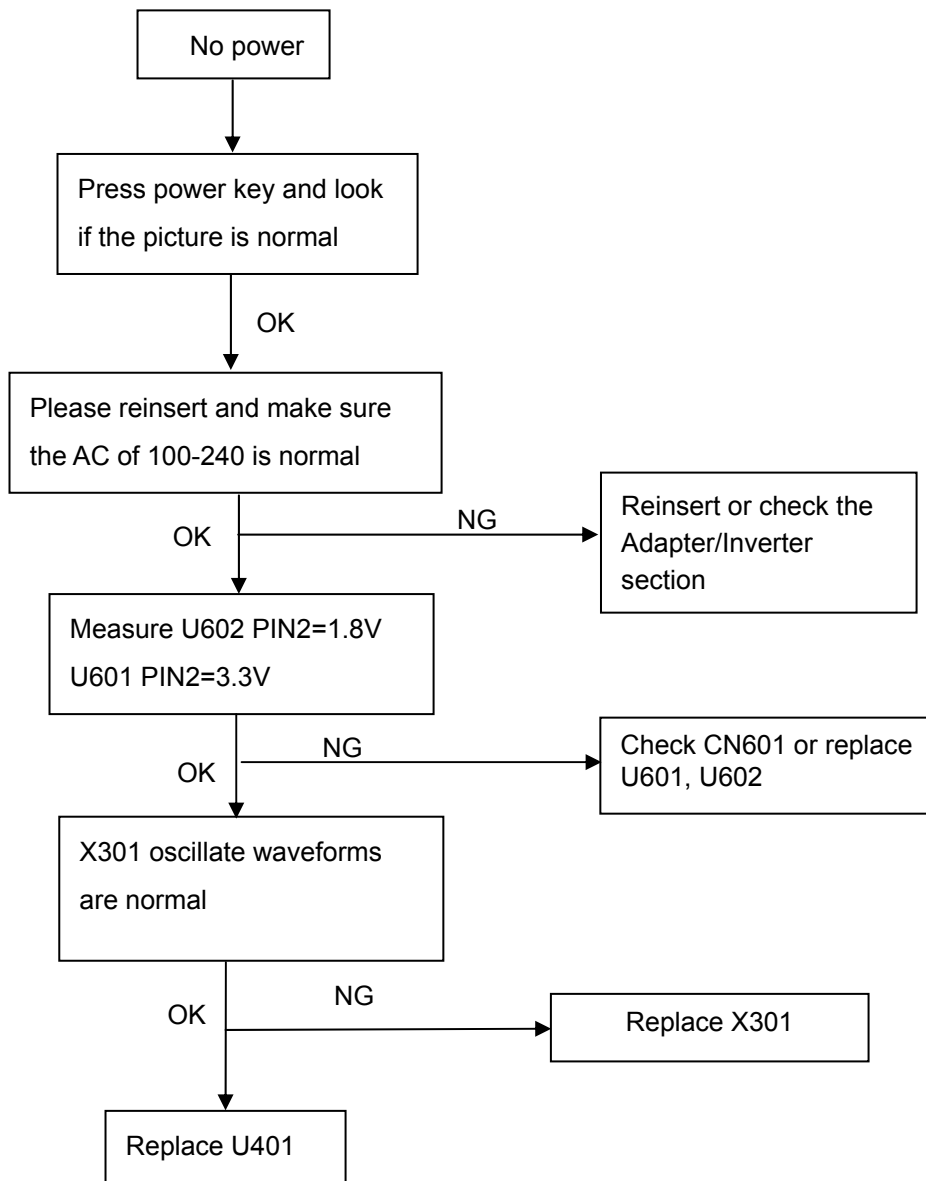 No power
Press power key and look
if the picture is normal
OK
Please reinsert and make sure
the AC of 100-240 is normal
OK
NG
Reinsert or check the
Adapter/Inverter
section
Measure U602 PIN2=1.8V
U601 PIN2=3.3V
OK
NG
Check CN601 or replace
U601, U602
X301 oscillate waveforms
are normal
OK
NG
Replace X301
Replace U401